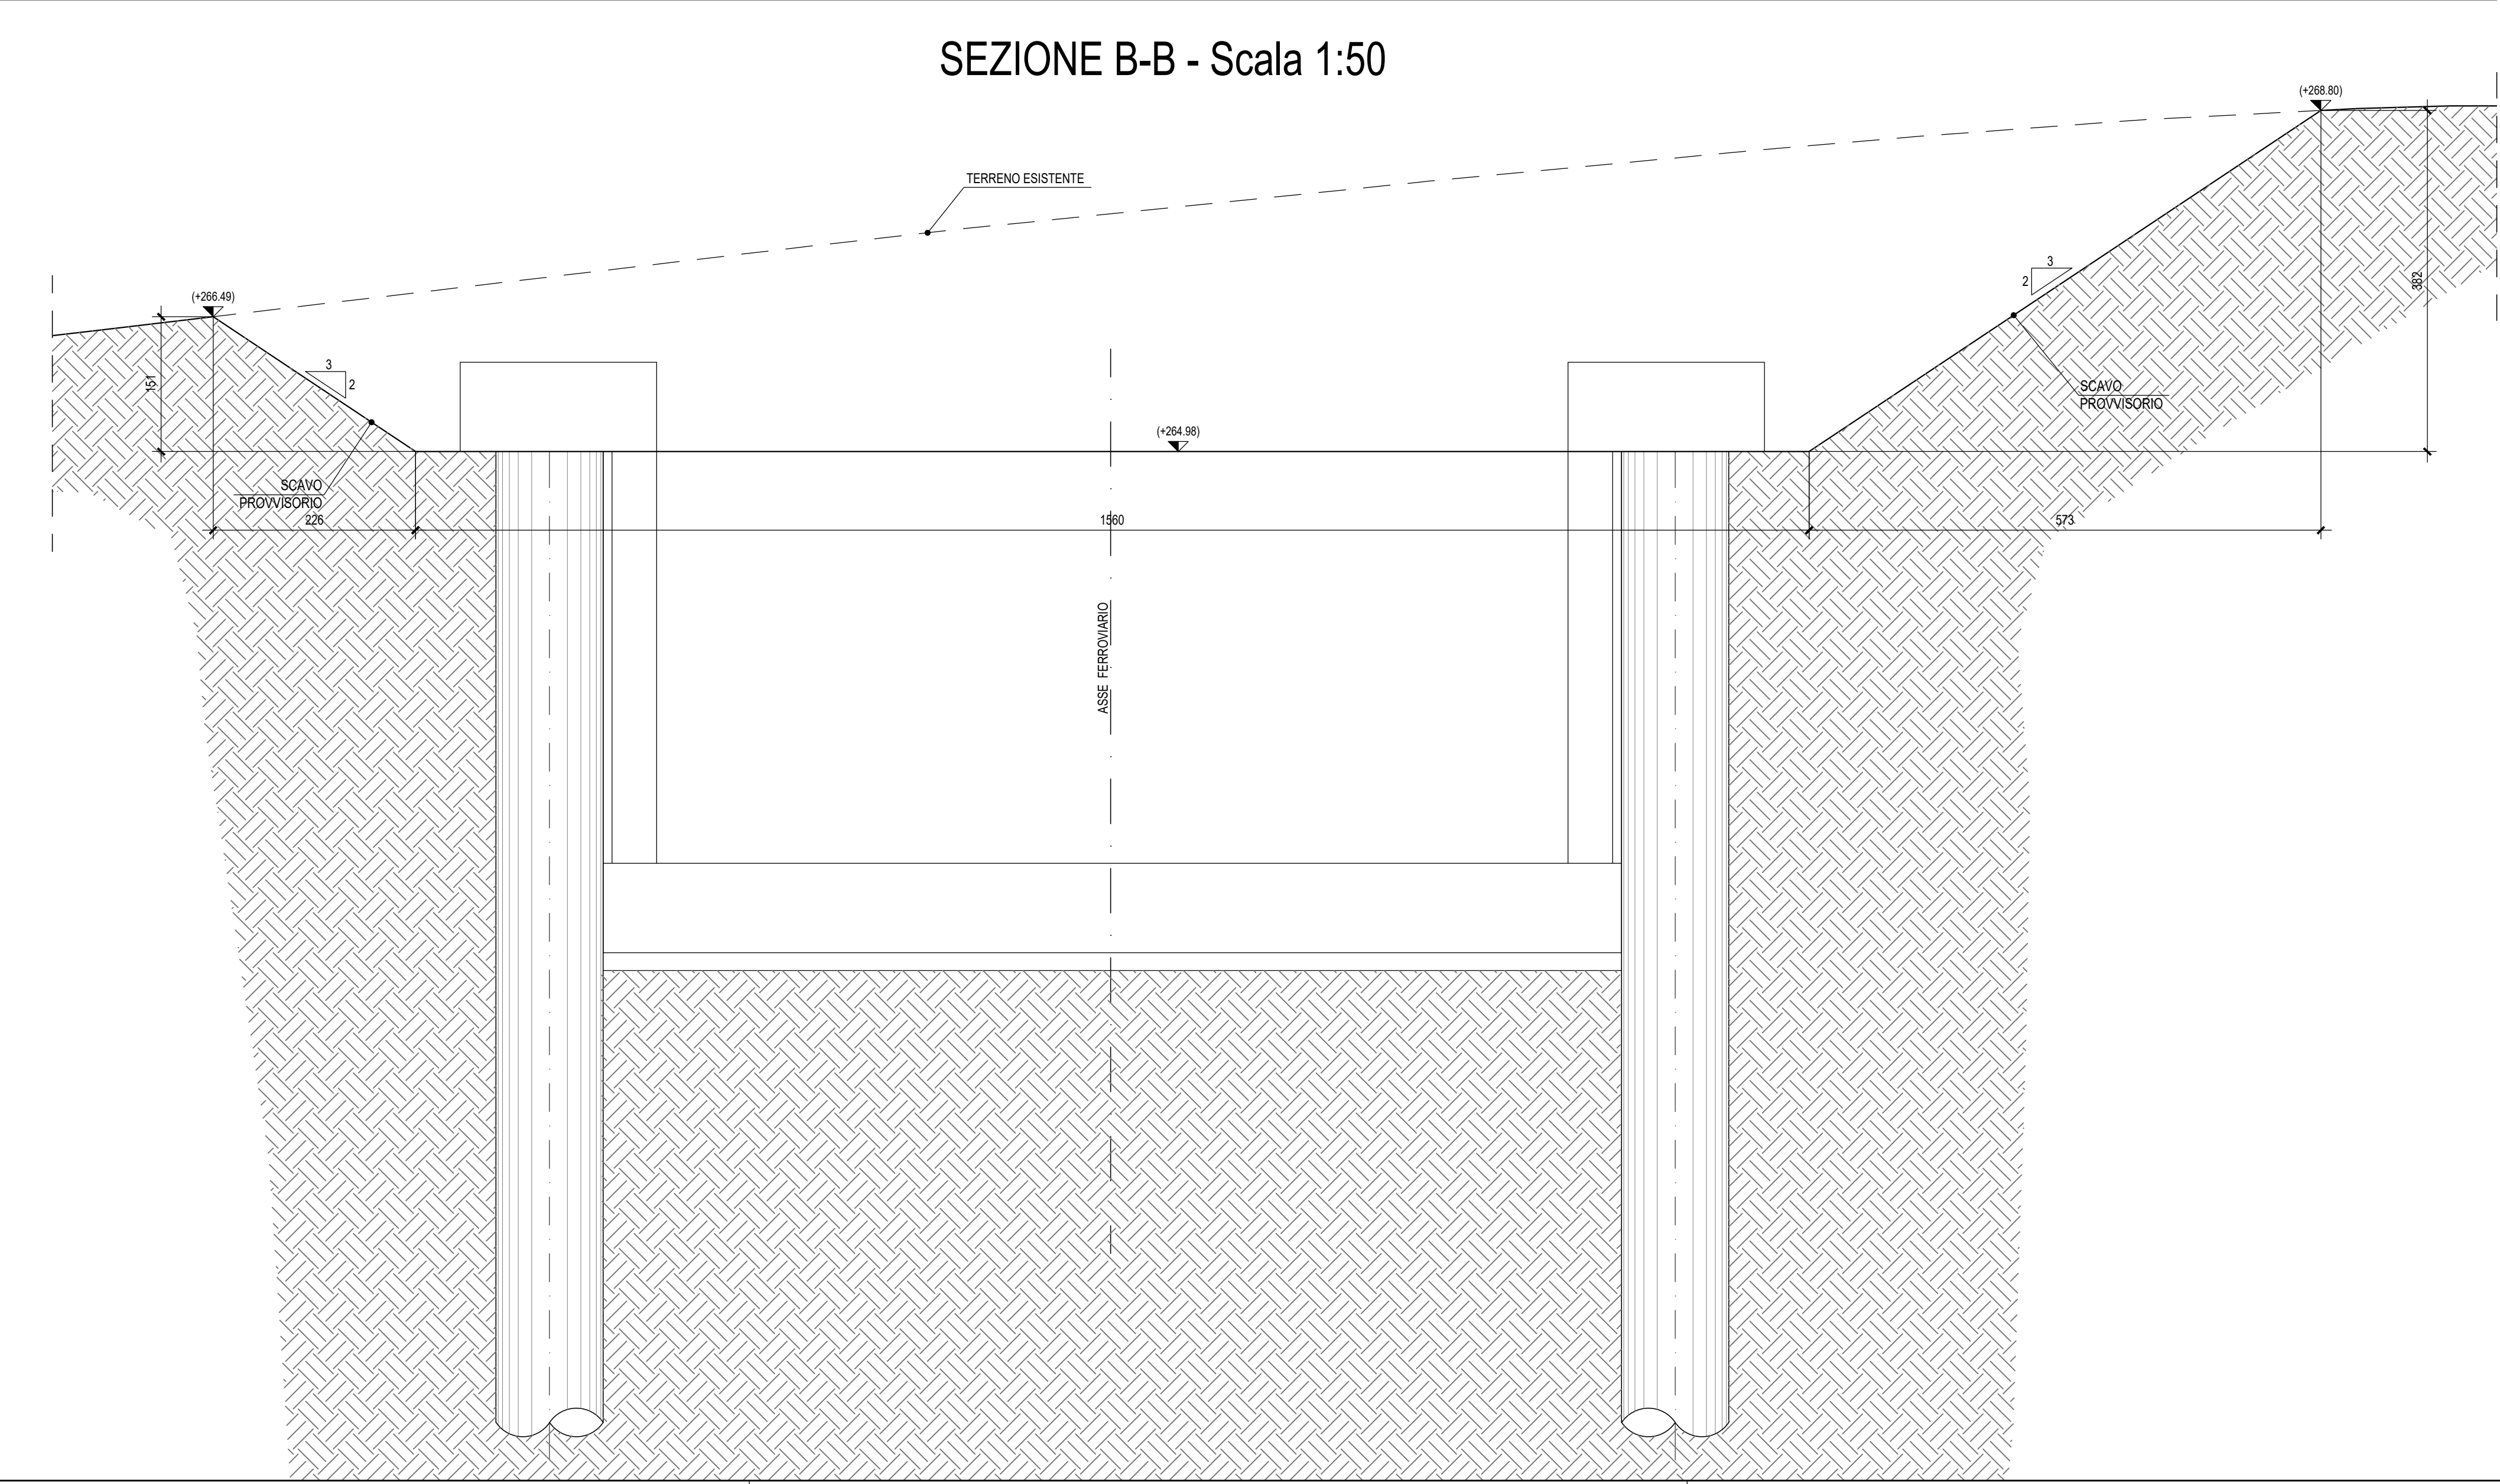 SEZIONE B-B - Scala 1:50
(+268.80)
TERRENO ESISTENTE
3
2
382
(+266.49)
3
2
151
SCAVO
PROVVISORIO
(+264.98)
SCAVO
PROVVISORIO
226
1560
573
ASSE FERROVIARIO